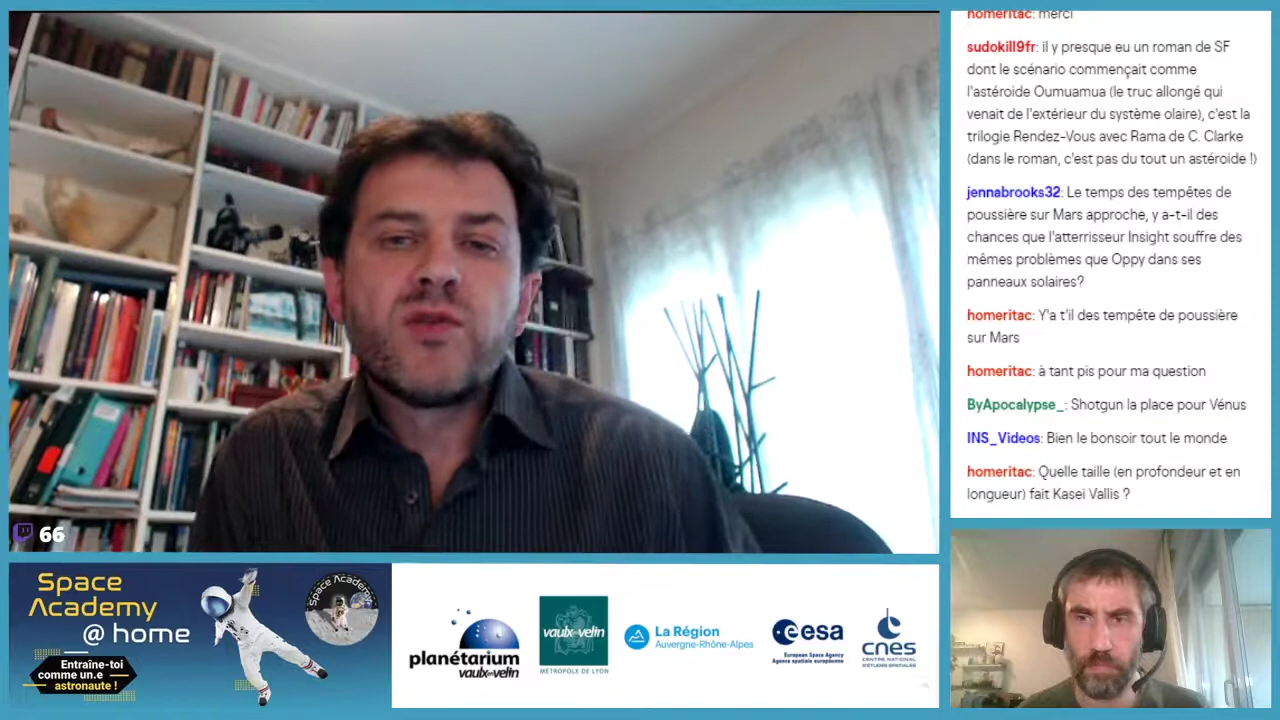 homeritac: merci
sudokill9fr: il y presque eu un roman de SF
dont le scénario commençait comme
l'astéroide Oumuamua (le truc allongé qui
venait de l'extérieur du système olaire), c'est la
trilogie Rendez-Vous avec Rama de C. Clarke
(dans le roman, c'est pas du tout un astéroide !)
jennabrooks32: Le temps des tempêtes de
poussière sur Mars approche, y a-t-il des
chances que l'atterrisseur Insight souffre des
mêmes problèmes que Oppy dans ses
panneaux solaires?
homeritac: Y'a t'il des tempête de poussière
sur Mars
homeritac: à tant pis pour ma question
ByApocalypse_: Shotgun la place pour Vénus
INS_Videos: Bien le bonsoir tout le monde
homeritac: Quelle taille (en profondeur et en
longueur) fait Kasei Vallis ?
66
Space
Academy
@ home
Entraîne-toi
comme un.e
astronaute !
Space Academy
planétarium
vaulx-en-velin
vaulx-en-velin
MÉTROPOLE DE LYON
La Région
Auvergne-Rhône-Alpes
esa
European Space Agency
Agence spatiale européenne
cnes
CENTRE NATIONAL
D'ÉTUDES SPATIALES